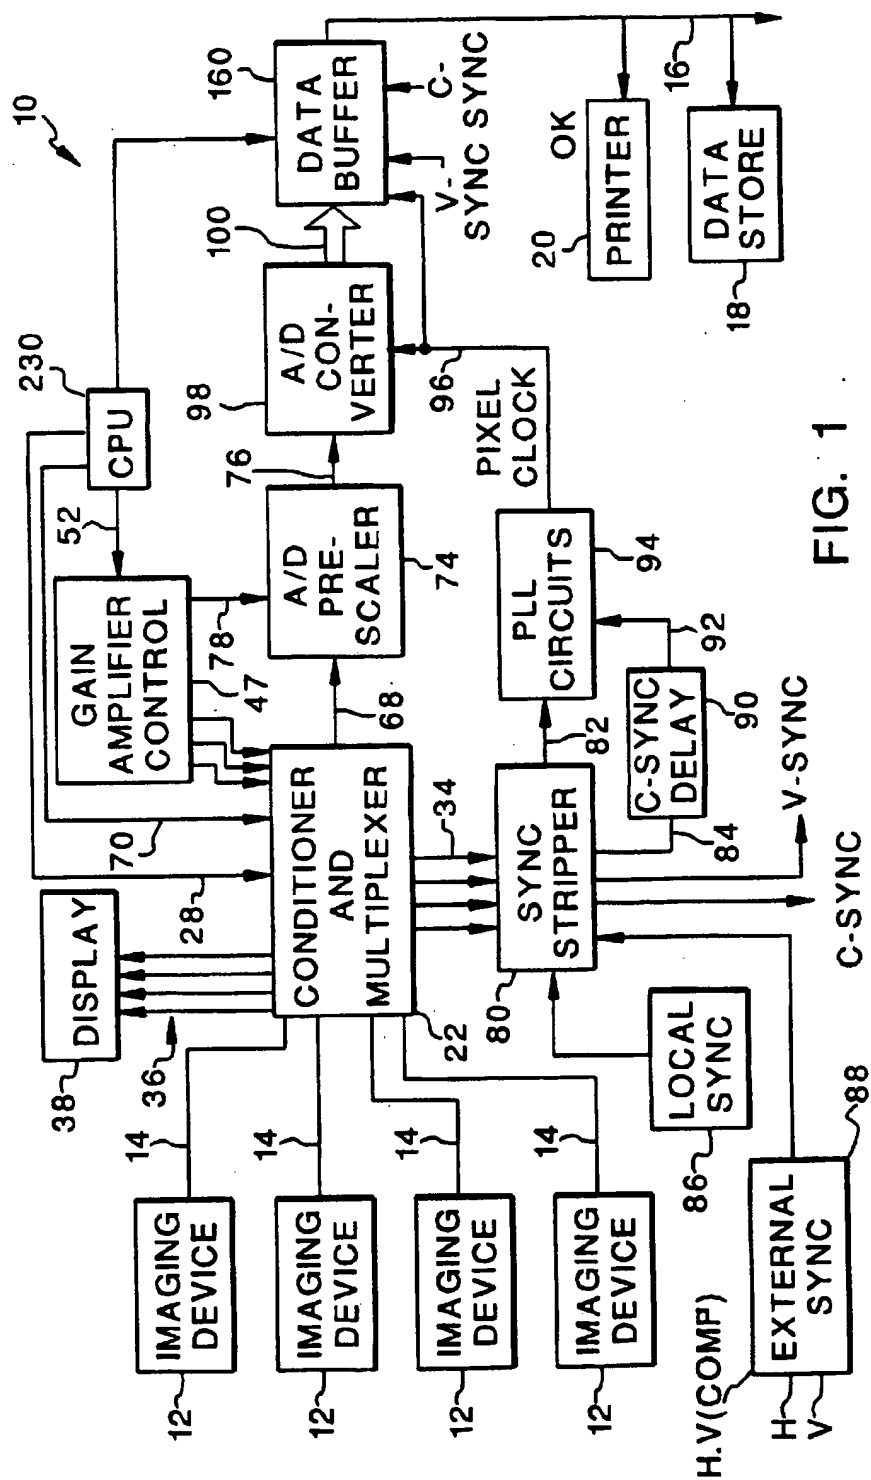 10
230
CPU
52
28
70
GAIN
AMPLIFIER
CONTROL
47
78
38
DISPLAY
36
14
IMAGING
DEVICE
12
14
IMAGING
DEVICE
12
14
IMAGING
DEVICE
12
14
IMAGING
DEVICE
12
CONDITIONER
AND
MULTIPLEXER
22
34
68
A/D
PRE-
SCALER
74
76
98
A/D
CON-
VERTER
100
160
DATA
BUFFER
V-
SYNC
C-
SYNC
16
OK
20
PRINTER
DATA
STORE
18
96
PIXEL
CLOCK
PLL
CIRCUITS
94
92
82
C-SYNC
DELAY
90
84
SYNC
STRIPPER
80
V-SYNC
C-SYNC
LOCAL
SYNC
86
EXTERNAL
SYNC
88
H.V(COMP)
H
V
FIG. 1